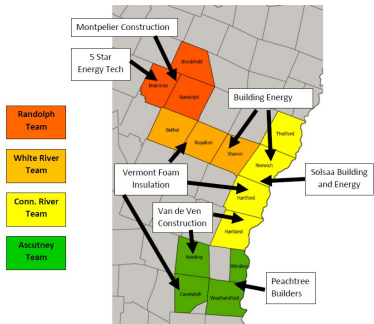 Montpelier Construction
5 Star
Energy Tech
Brookfield
Braintree
Randolph
Building Energy
Randolph
Team
Bethel
Royalton
Sharon
Thetford
Norwich
White River
Team
Vermont Foam
Insulation
Hartford
Solsaa Building
and Energy
Conn. River
Team
Van de Ven
Construction
Hartland
Ascutney
Team
Reading
Windsor
Cavendish
Weathersfield
Peachtree
Builders